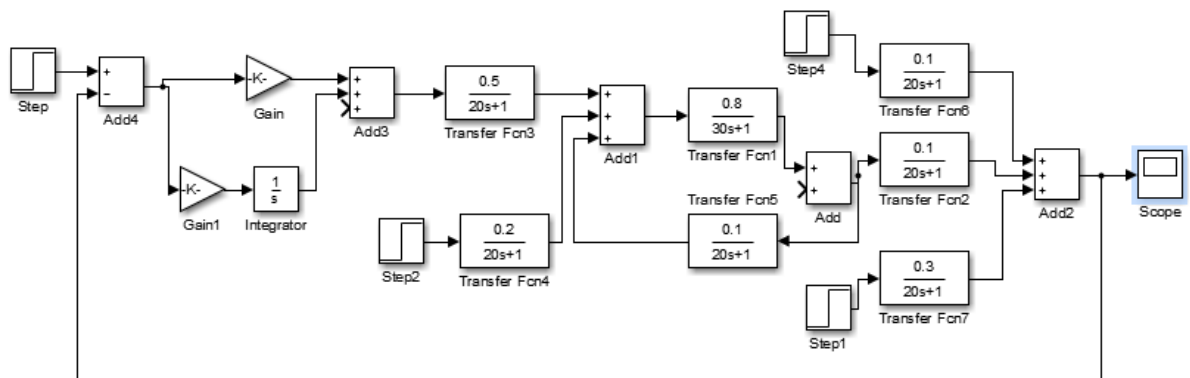 Step
+
−
Add4
-K-
Gain
-K-
Gain1
1
s
Integrator
+
+
Add3
0.5
20s+1
Transfer Fcn3
Step2
0.2
20s+1
Transfer Fcn4
+
+
+
Add1
0.8
30s+1
Transfer Fcn1
+
+
Add
Transfer Fcn5
0.1
20s+1
Step4
0.1
20s+1
Transfer Fcn6
0.1
20s+1
Transfer Fcn2
Step1
0.3
20s+1
Transfer Fcn7
+
+
+
Add2
Scope